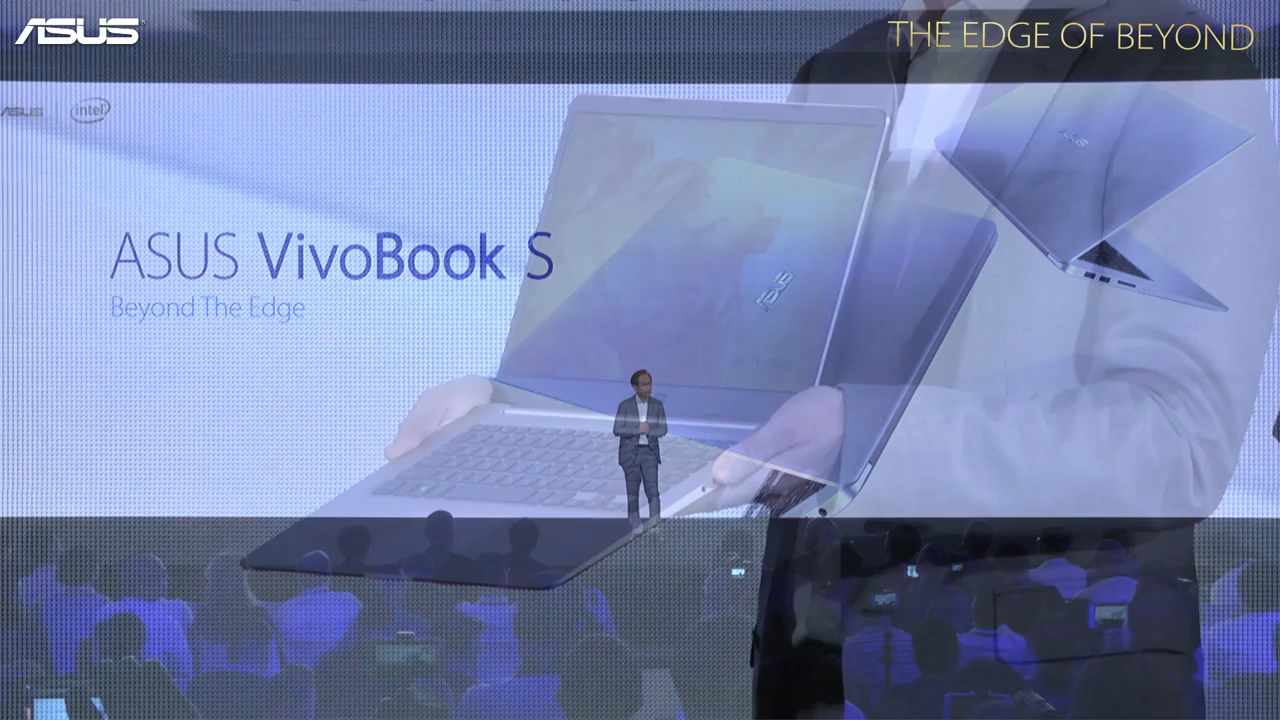 ASUS
THE EDGE OF BEYOND
ASUS
intel
ASUS
ASUS VivoBook S
Beyond The Edge
ASUS